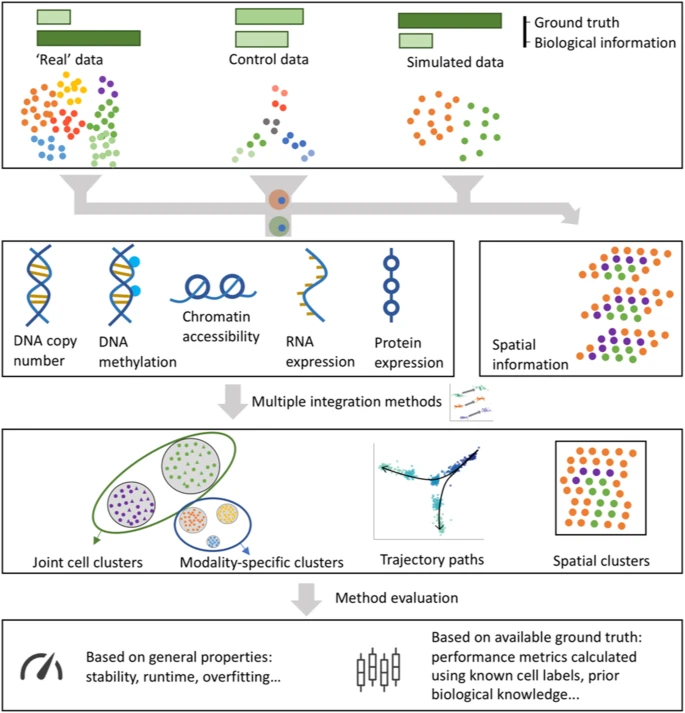 Ground truth
Biological information
'Real' data
Control data
Simulated data
DNA copy
number
DNA
methylation
Chromatin
accessibility
RNA
expression
Protein
expression
Spatial
information
Multiple integration methods
Joint cell clusters
Modality-specific clusters
Trajectory paths
Spatial clusters
Method evaluation
Based on general properties:
stability, runtime, overfitting...
Based on available ground truth:
performance metrics calculated
using known cell labels, prior
biological knowledge...